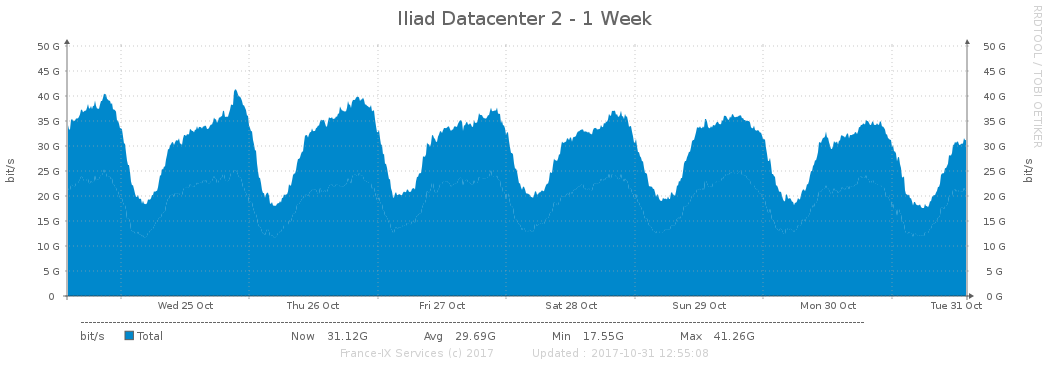 Iliad Datacenter 2 - 1 Week
RRDTOOL / TOBI OETIKER
bit/s
50 G 50 G
45 G 45 G
40 G 40 G
35 G 35 G
30 G 30 G
25 G 25 G
20 G 20 G
15 G 15 G
10 G 10 G
5 G 5 G
0 0 G
bit/s
Wed 25 Oct Thu 26 Oct Fri 27 Oct Sat 28 Oct Sun 29 Oct Mon 30 Oct Tue 31 Oct
bit/s Total Now 31.12G Avg 29.69G Min 17.55G Max 41.26G
France-IX Services (c) 2017 Updated : 2017-10-31 12:55:08